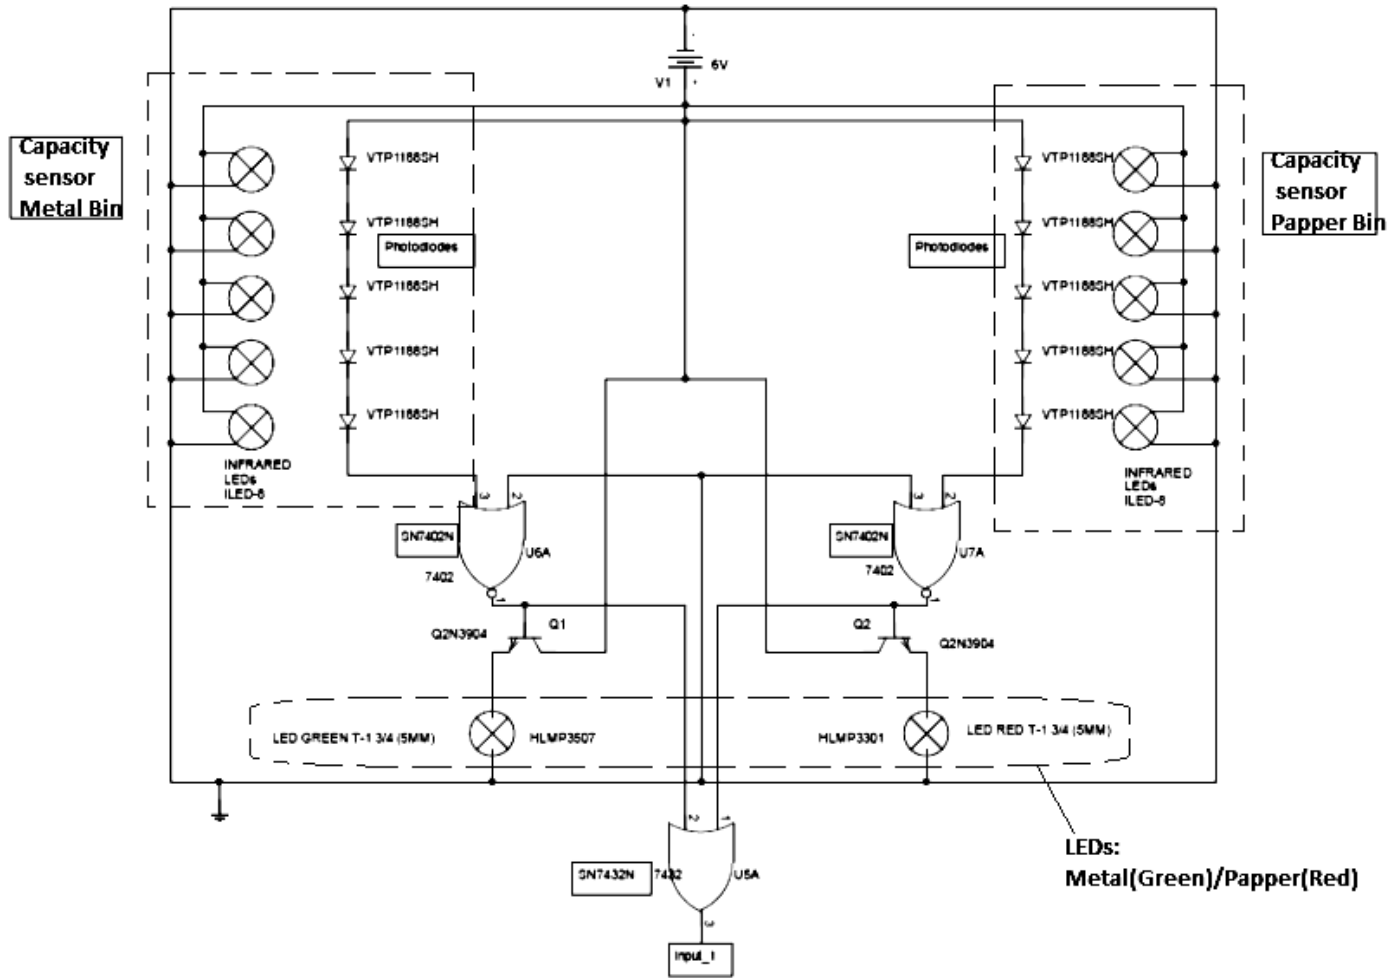 6V
V1
Capacity
sensor
Metal Bin
VTP1188SH
VTP1188SH
Photodiodes
VTP1188SH
VTP1188SH
VTP1188SH
INFRARED
LEDs
ILED-8
VTP1188SH
VTP1188SH
Photodiodes
VTP1188SH
VTP1188SH
VTP1188SH
INFRARED
LEDs
ILED-8
Capacity
sensor
Papper Bin
3
2
SN7402N
U6A
7402
1
3
2
SN7402N
U7A
7402
1
Q2N3904
Q1
Q2
Q2N3904
LED GREEN T-1 3/4 (5MM)
HLMP3507
HLMP3301
LED RED T-1 3/4 (5MM)
2
1
SN7432N
7432
U5A
3
Input_1
LEDs:
Metal(Green)/Papper(Red)